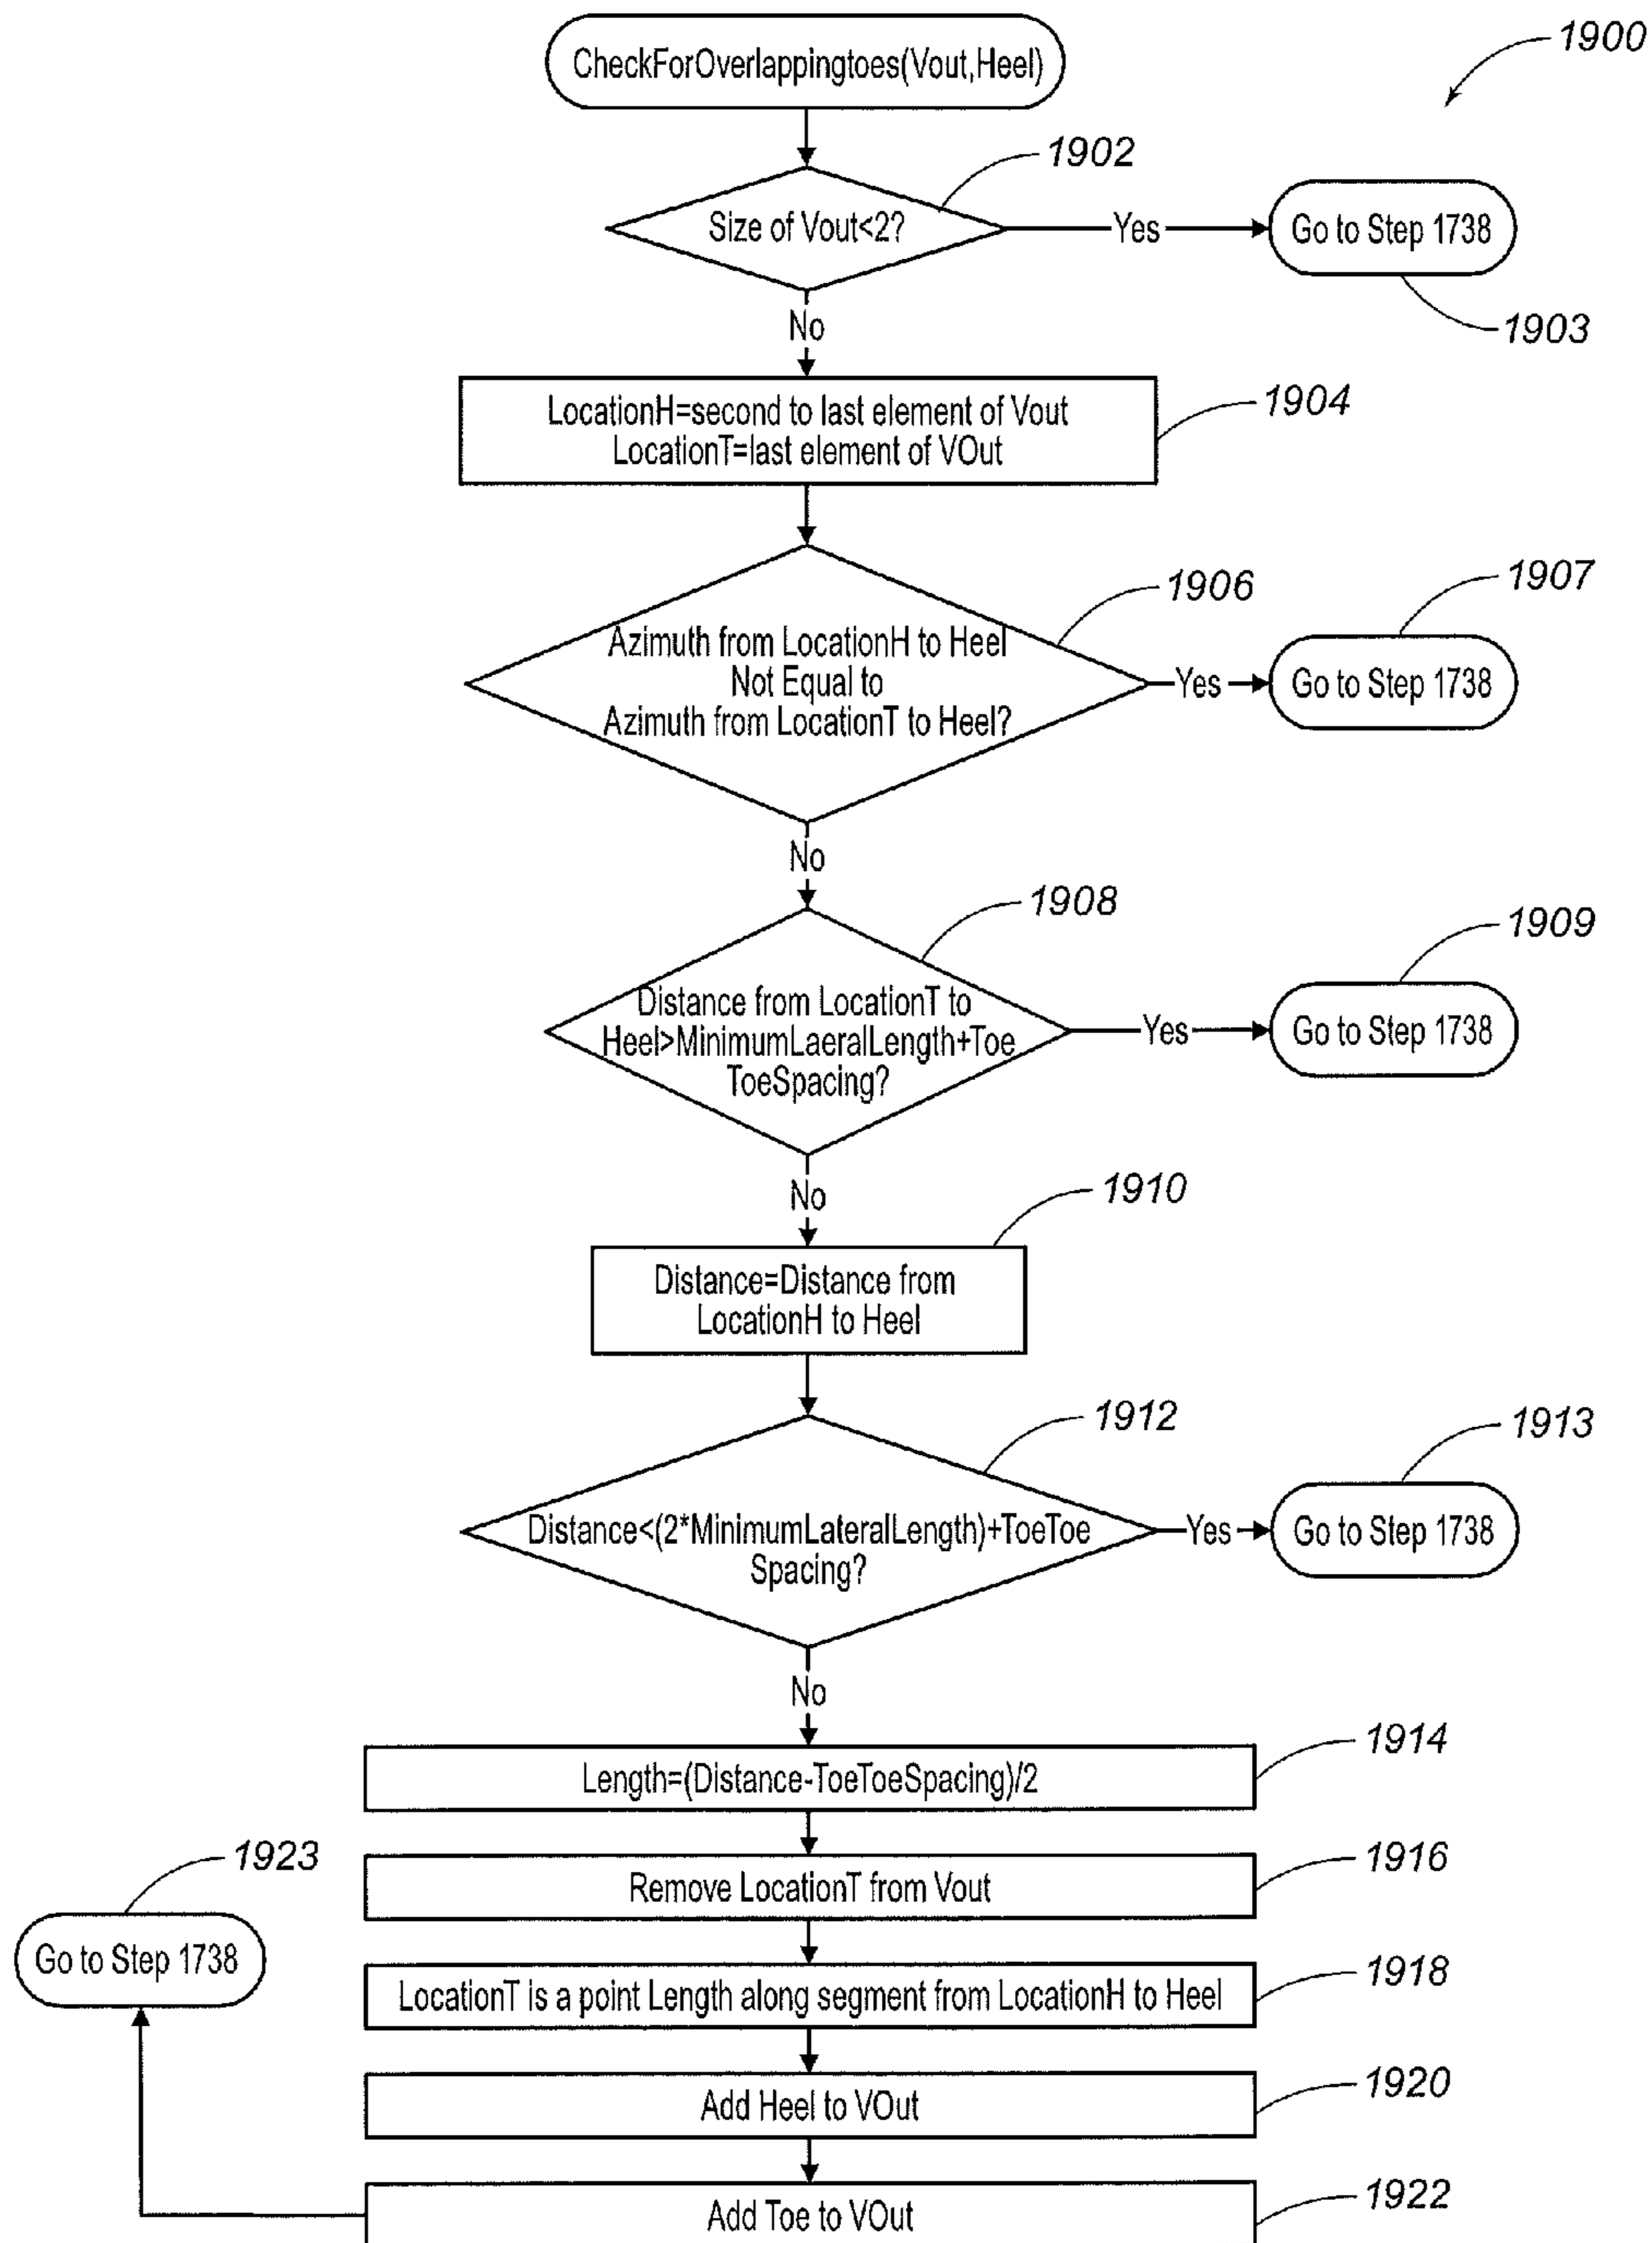 1900
CheckForOverlappingtoes(Vout,Heel)
1902
Size of Vout<2?
Yes
Go to Step 1738
1903
No
LocationH=second to last element of Vout
LocationT=last element of VOut
1904
1906
Azimuth from LocationH to Heel
Not Equal to
Azimuth from LocationT to Heel?
Yes
Go to Step 1738
1907
No
1908
Distance from LocationT to
Heel>MinimumLaeralLength+Toe
ToeSpacing?
Yes
Go to Step 1738
1909
No
1910
Distance=Distance from
LocationH to Heel
1912
Distance<(2*MinimumLateralLength)+ToeToe
Spacing?
Yes
Go to Step 1738
1913
No
Length=(Distance-ToeToeSpacing)/2
1914
Remove LocationT from Vout
1916
1923
Go to Step 1738
LocationT is a point Length along segment from LocationH to Heel
1918
Add Heel to VOut
1920
Add Toe to VOut
1922